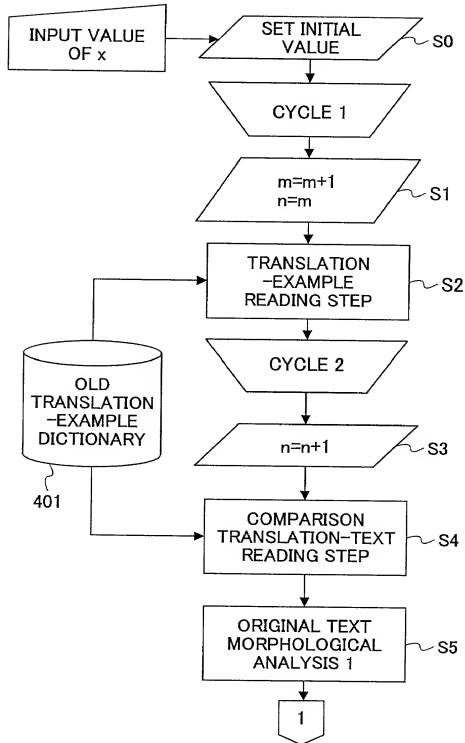 INPUT VALUE
OF x
SET INITIAL
VALUE
S0
CYCLE 1
m=m+1
n=m
S1
TRANSLATION
-EXAMPLE
READING STEP
S2
OLD
TRANSLATION
-EXAMPLE
DICTIONARY
401
CYCLE 2
n=n+1
S3
COMPARISON
TRANSLATION-TEXT
READING STEP
S4
ORIGINAL TEXT
MORPHOLOGICAL
ANALYSIS 1
S5
1